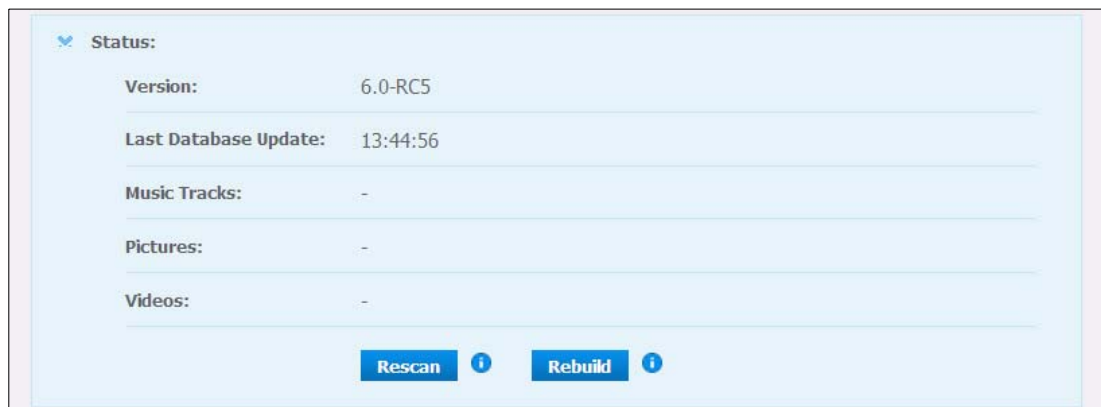 Status:
Version: 6.0-RC5
Last Database Update: 13:44:56
Music Tracks: -
Pictures: -
Videos: -
Rescan i Rebuild i